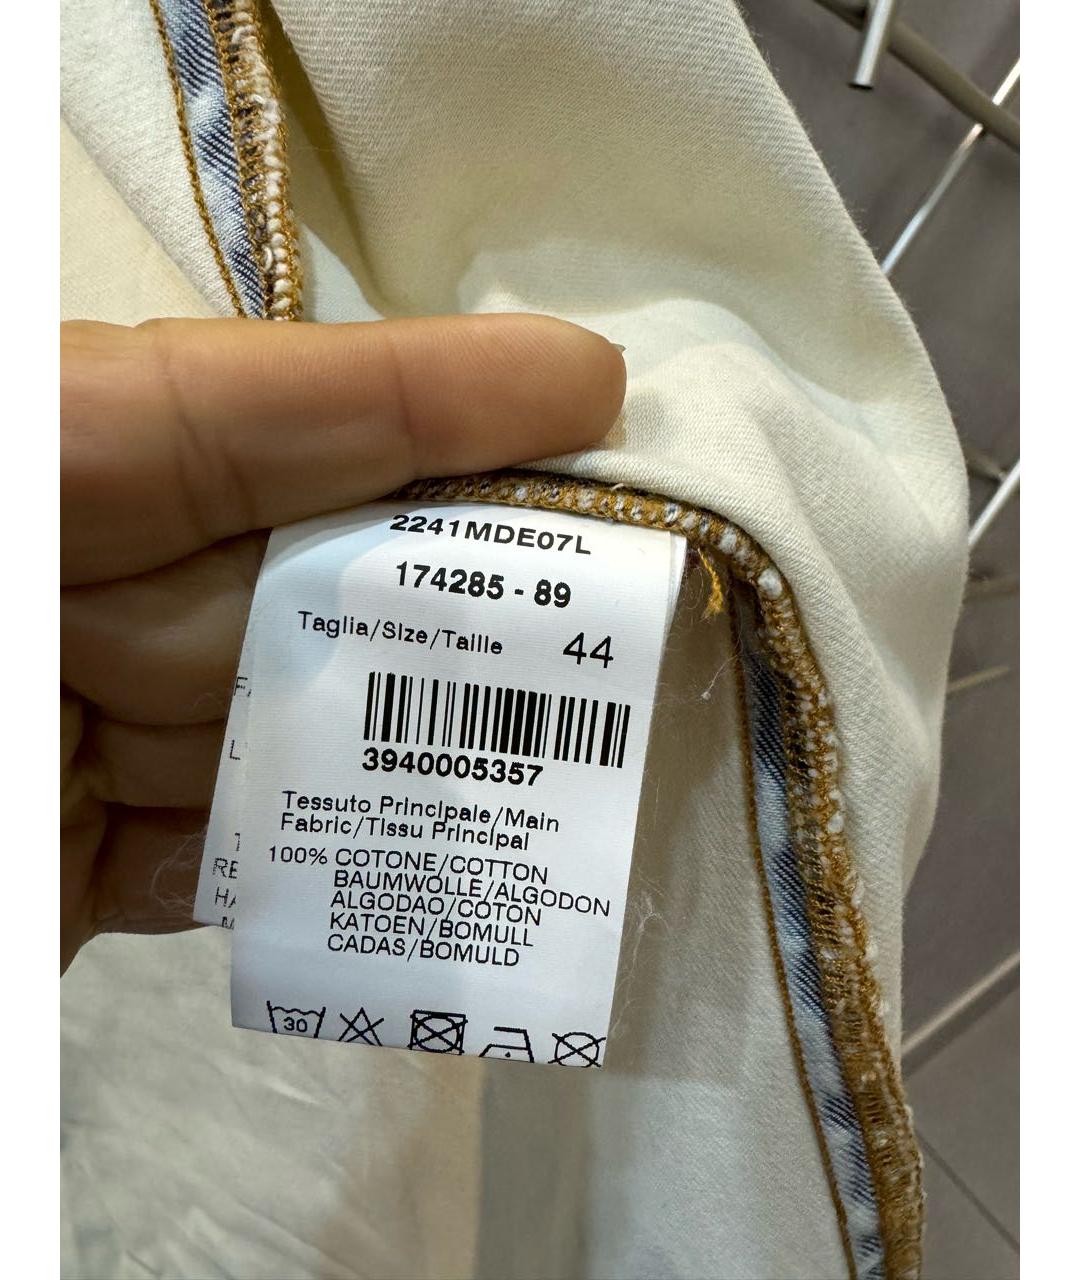 2241MDE07L
174285 - 89
Taglia/Size/Taille 44
3940005357
Tessuto Principale/Main
Fabric/Tissu Principal
100% COTONE/COTTON
BAUMWOLLE/ALGODON
ALGODAO/COTON
KATOEN/BOMULL
CADAS/BOMULD
30